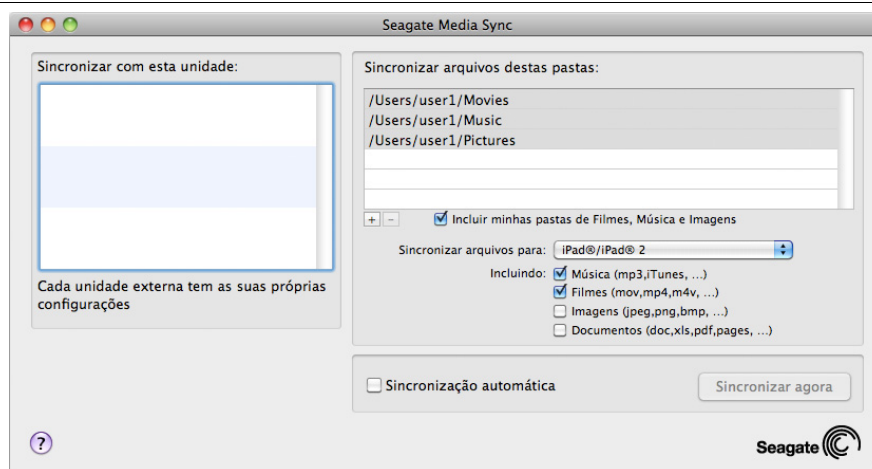 Seagate Media Sync
Sincronizar com esta unidade:
Cada unidade externa tem as suas próprias
configurações
Sincronizar arquivos destas pastas:
/Users/user1/Movies
/Users/user1/Music
/Users/user1/Pictures
+ -
Incluir minhas pastas de Filmes, Música e Imagens
Sincronizar arquivos para: iPad®/iPad® 2
Incluindo: Música (mp3,iTunes, ...)
Filmes (mov,mp4,m4v, ...)
Imagens (jpeg,png,bmp, ...)
Documentos (doc,xls,pdf,pages, ...)
Sincronização automática
Sincronizar agora
?
Seagate